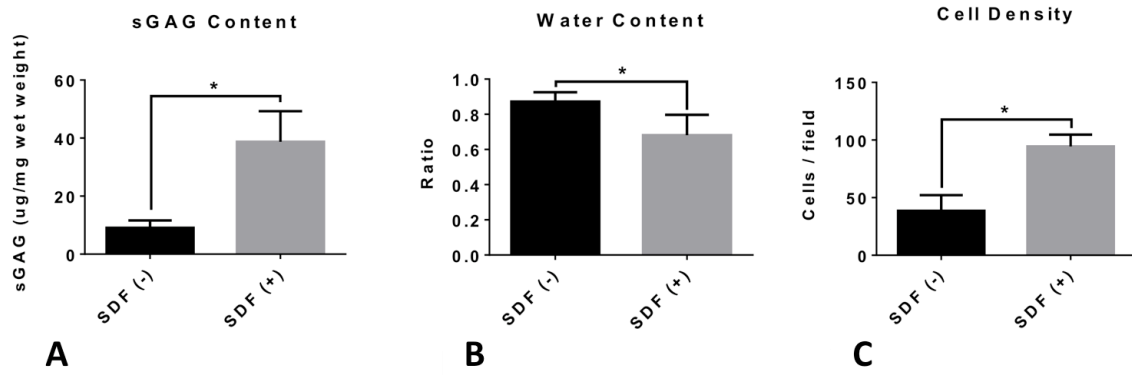 sGAG Content
sGAG (ug/mg wet weight)
60
40
20
0
*
SDF (-)
SDF (+)
A
Water Content
Ratio
1.0
0.8
0.6
0.4
0.2
0.0
*
SDF (-)
SDF (+)
B
Cell Density
Cells / field
150
100
50
0
*
SDF (-)
SDF (+)
C